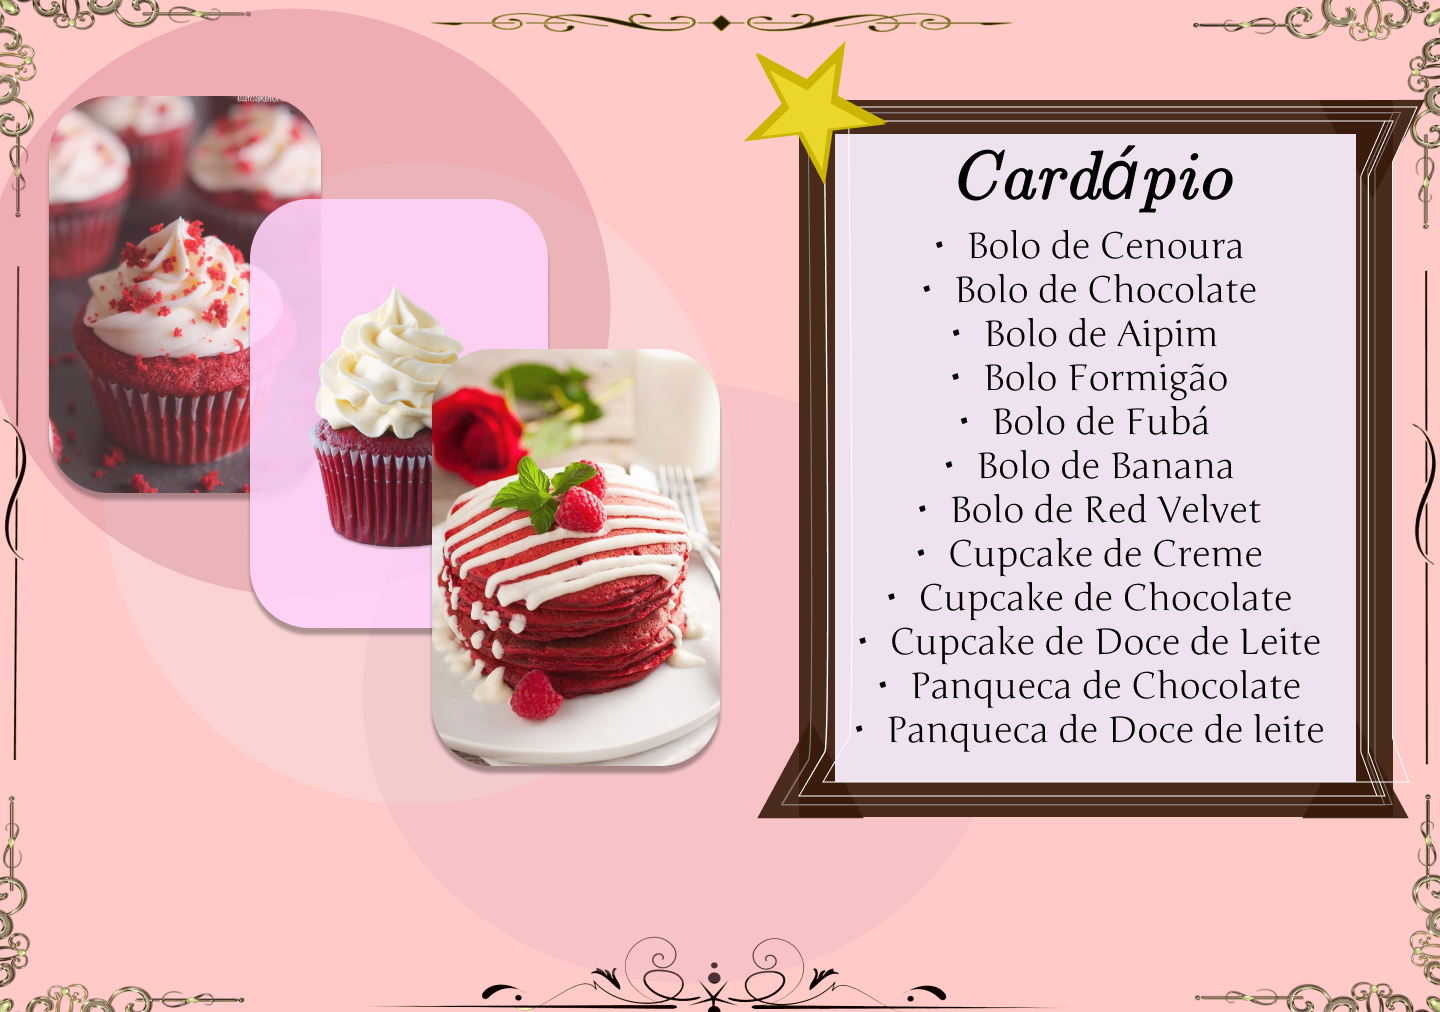 Cardápio
· Bolo de Cenoura
· Bolo de Chocolate
· Bolo de Aipim
· Bolo Formigão
· Bolo de Fubá
· Bolo de Banana
· Bolo de Red Velvet
· Cupcake de Creme
· Cupcake de Chocolate
· Cupcake de Doce de Leite
· Panqueca de Chocolate
· Panqueca de Doce de leite